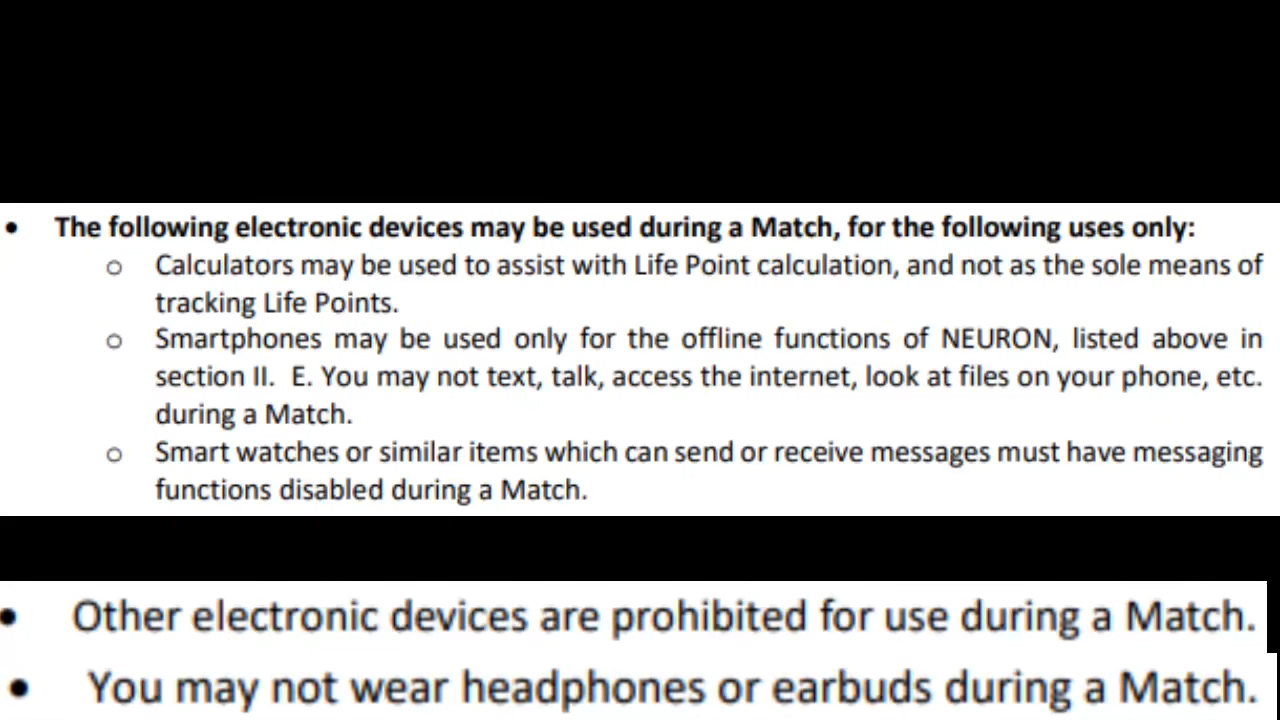 • The following electronic devices may be used during a Match, for the following uses only:
o Calculators may be used to assist with Life Point calculation, and not as the sole means of
tracking Life Points.
o Smartphones may be used only for the offline functions of NEURON, listed above in
section II. E. You may not text, talk, access the internet, look at files on your phone, etc.
during a Match.
o Smart watches or similar items which can send or receive messages must have messaging
functions disabled during a Match.
• Other electronic devices are prohibited for use during a Match.
• You may not wear headphones or earbuds during a Match.